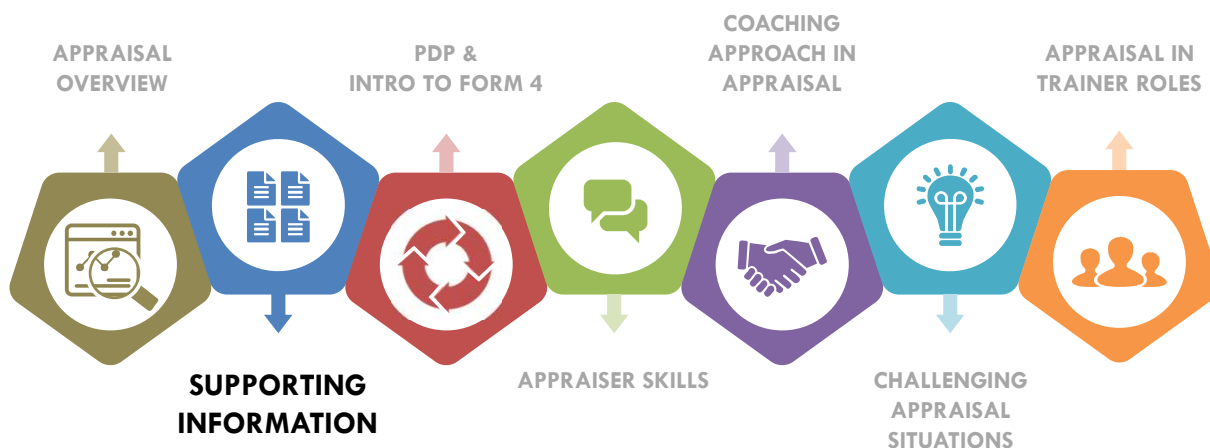 APPRAISAL
OVERVIEW
SUPPORTING
INFORMATION
PDP &
INTRO TO FORM 4
APPRAISER SKILLS
COACHING
APPROACH IN
APPRAISAL
CHALLENGING
APPRAISAL
SITUATIONS
APPRAISAL IN
TRAINER ROLES